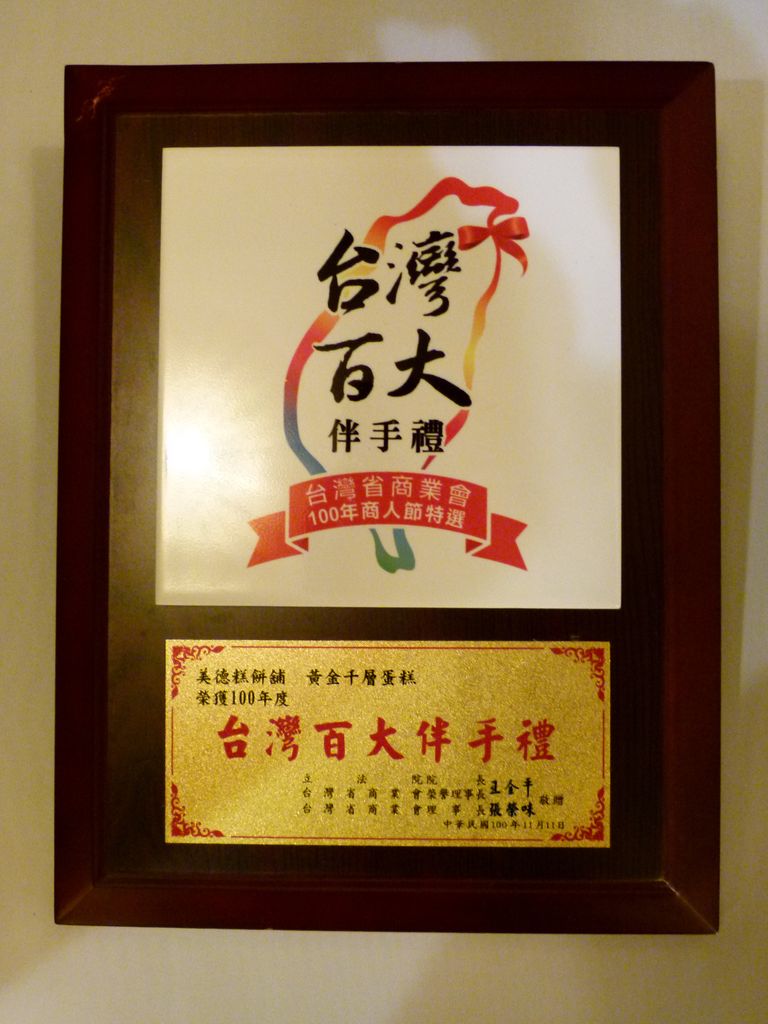 台灣
百大
伴手禮
台灣省商業會
100年商人節特選
美德糕餅舖 黃金千層蛋糕
榮獲100年度
台灣百大伴手禮
立法院院長
台灣省商業會榮譽理事長 王金平
台灣省商業會理事長 張榮味 敬贈
中華民國100年11月11日